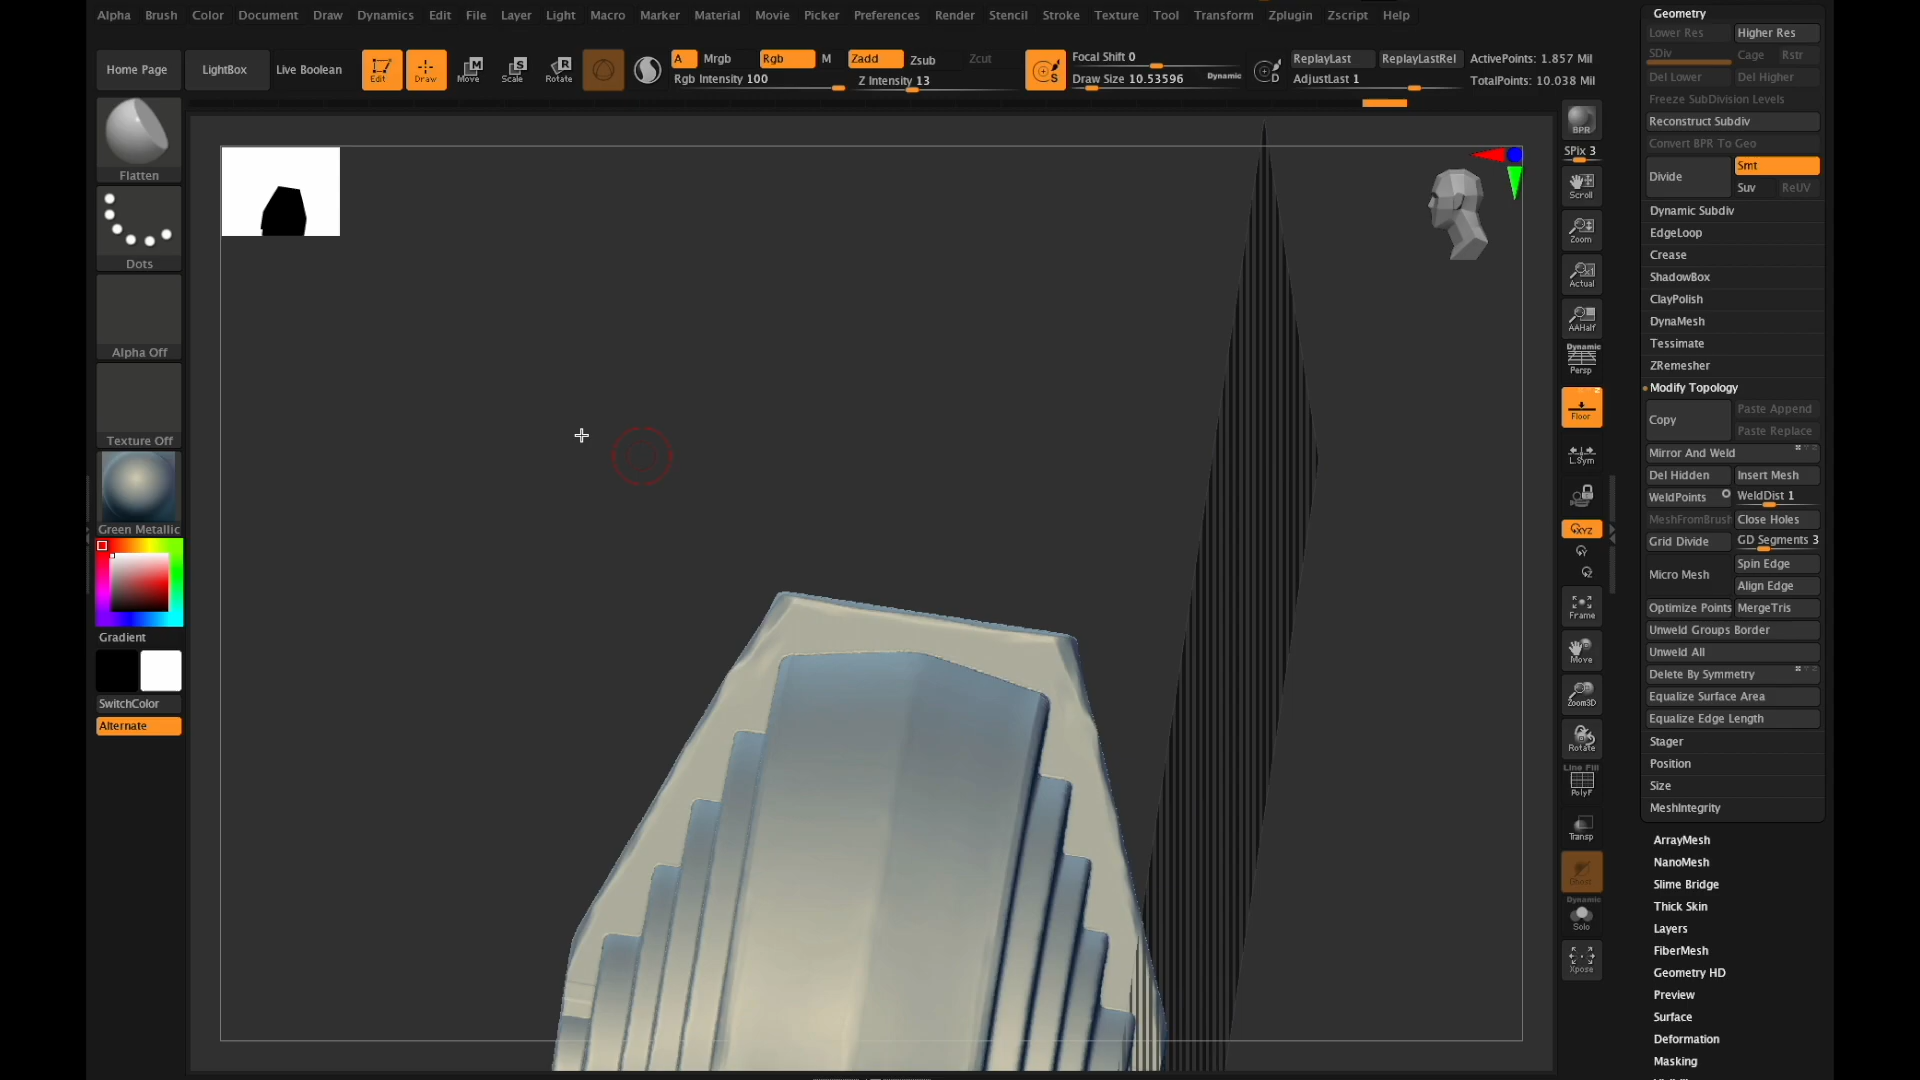 Alpha Brush Color Document Draw Dynamics Edit File Layer Light Macro Marker Material Movie Picker Preferences Render Stencil Stroke Texture Tool Transform Zplugin Zscript Help
Home Page
LightBox
Live Boolean
Edit
Draw
Move
Scale
Rotate
A Mrgb Rgb M
Rgb Intensity 100
Zadd Zsub Zcut
Z Intensity 13
Focal Shift 0
Draw Size 10.53596 Dynamic
ReplayLast ReplayLastRel
AdjustLast 1
ActivePoints: 1.857 Mil
TotalPoints: 10.038 Mil
Flatten
Dots
Alpha Off
Texture Off
Green Metallic
Gradient
SwitchColor
Alternate
BPR
SPix 3
Scroll
Zoom
Actual
AAHalf
Dynamic
Persp
Floor
L.Sym
XYZ
Frame
Move
Zoom3D
Rotate
Line Fill
PolyF
Transp
Ghost
Dynamic
Solo
Xpose
Geometry
Lower Res Higher Res
SDiv Cage Rstr
Del Lower Del Higher
Freeze SubDivision Levels
Reconstruct Subdiv
Convert BPR To Geo
Divide Smt
Suv ReUV
Dynamic Subdiv
EdgeLoop
Crease
ShadowBox
ClayPolish
DynaMesh
Tessimate
ZRemesher
Modify Topology
Copy Paste Append
Paste Replace
Mirror And Weld
Del Hidden Insert Mesh
WeldPoints WeldDist 1
MeshFromBrush Close Holes
Grid Divide GD Segments 3
Micro Mesh Spin Edge
Align Edge
Optimize Points MergeTris
Unweld Groups Border
Unweld All
Delete By Symmetry
Equalize Surface Area
Equalize Edge Length
Stager
Position
Size
MeshIntegrity
ArrayMesh
NanoMesh
Slime Bridge
Thick Skin
Layers
FiberMesh
Geometry HD
Preview
Surface
Deformation
Masking